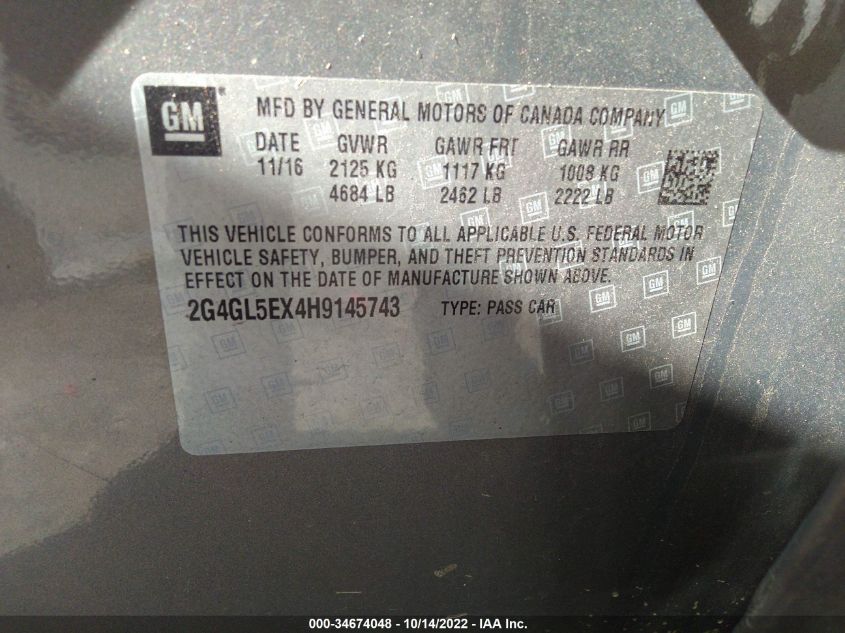 GM
MFD BY GENERAL MOTORS OF CANADA COMPANY
DATE GVWR GAWR FRT GAWR RR
11/16 2125 KG 1117 KG 1008 KG
4684 LB 2462 LB 2222 LB
THIS VEHICLE CONFORMS TO ALL APPLICABLE U.S. FEDERAL MOTOR
VEHICLE SAFETY, BUMPER, AND THEFT PREVENTION STANDARDS IN
EFFECT ON THE DATE OF MANUFACTURE SHOWN ABOVE.
2G4GL5EX4H9145743 TYPE: PASS CAR
000-34674048 - 10/14/2022 - IAA Inc.